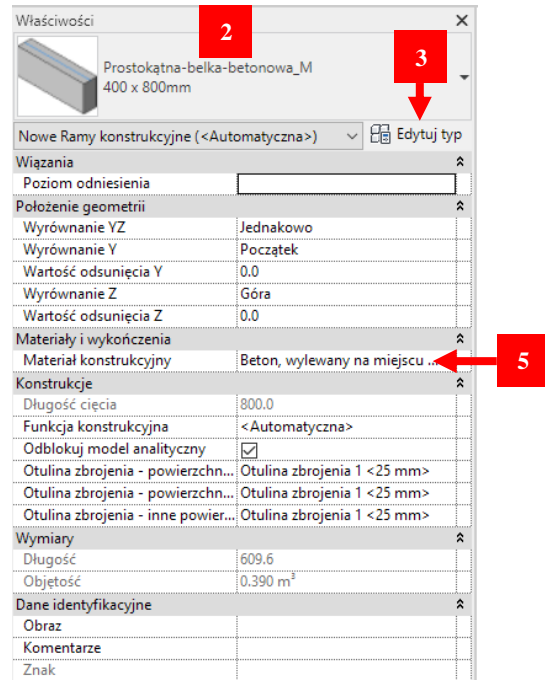 Właściwości
2
Prostokątna-belka-betonowa_M
400 x 800mm
3
Nowe Ramy konstrukcyjne (<Automatyczna>)
Edytuj typ
Wiązania
Poziom odniesienia
Położenie geometrii
Wyrównanie YZ Jednakowo
Wyrównanie Y Początek
Wartość odsunięcia Y 0.0
Wyrównanie Z Góra
Wartość odsunięcia Z 0.0
Materiały i wykończenia
Materiał konstrukcyjny Beton, wylewany na miejscu ...
5
Konstrukcje
Długość cięcia 800.0
Funkcja konstrukcyjna <Automatyczna>
Odblokuj model analityczny
Otulina zbrojenia - powierzchn... Otulina zbrojenia 1 <25 mm>
Otulina zbrojenia - powierzchn... Otulina zbrojenia 1 <25 mm>
Otulina zbrojenia - inne powier... Otulina zbrojenia 1 <25 mm>
Wymiary
Długość 609.6
Objętość 0.390 m³
Dane identyfikacyjne
Obraz
Komentarze
Znak